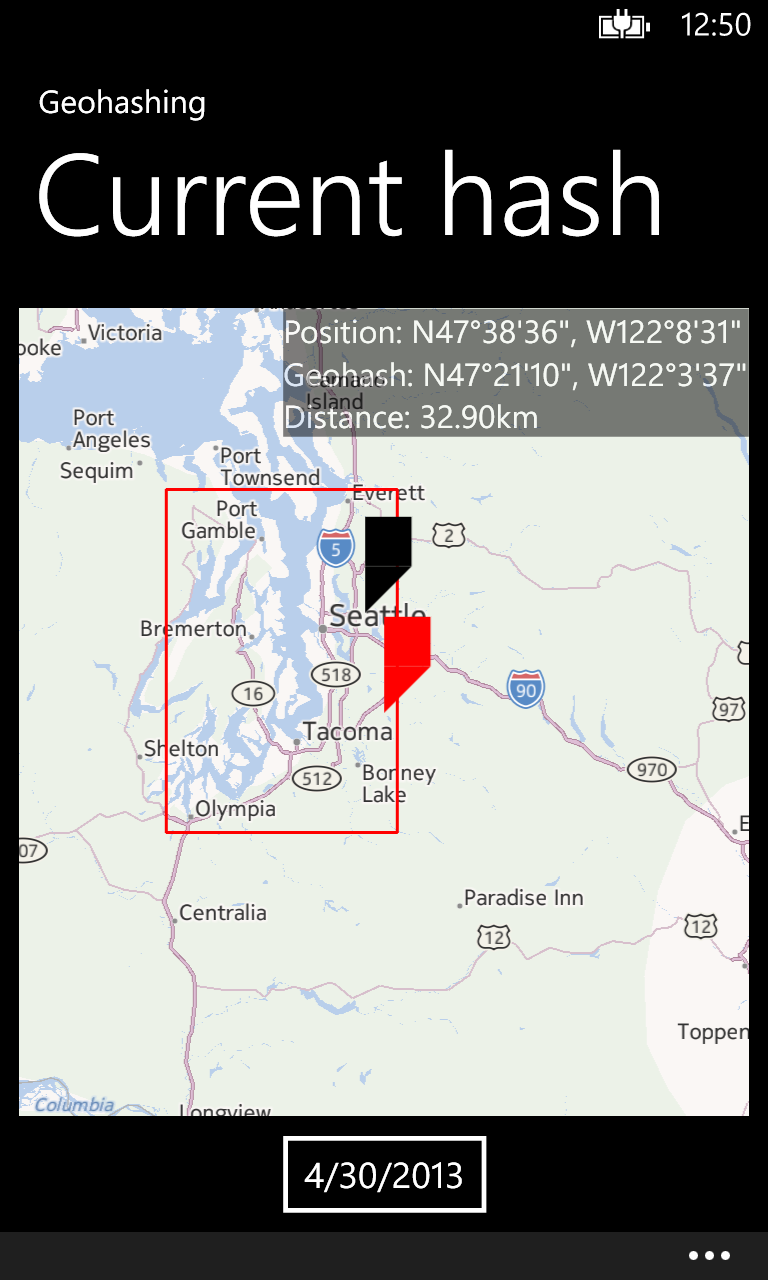 12:50
Geohashing
Current hash
Position: N47°38'36", W122°8'31"
Geohash: N47°21'10", W122°3'37"
Distance: 32.90km
Victoria
ooke
Island
Port
Angeles
Sequim
Port
Townsend
Everett
Port
Gamble
5
2
Seattle
Bremerton
518
16
90
97
Tacoma
Shelton
512
Bonney
Lake
970
Olympia
E
07
Paradise Inn
Centralia
12
12
Toppen
Columbia
Longview
4/30/2013